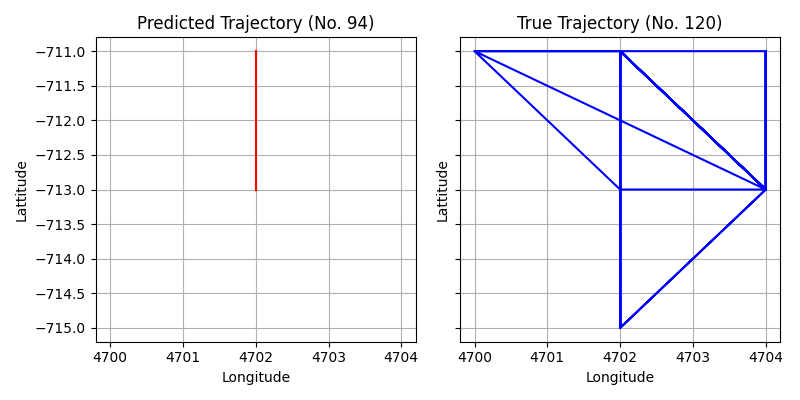 Predicted Trajectory (No. 94)
−711.0
−711.5
−712.0
−712.5
−713.0
−713.5
−714.0
−714.5
−715.0
Lattitude
4700 4701 4702 4703 4704
Longitude
True Trajectory (No. 120)
Lattitude
4700 4701 4702 4703 4704
Longitude